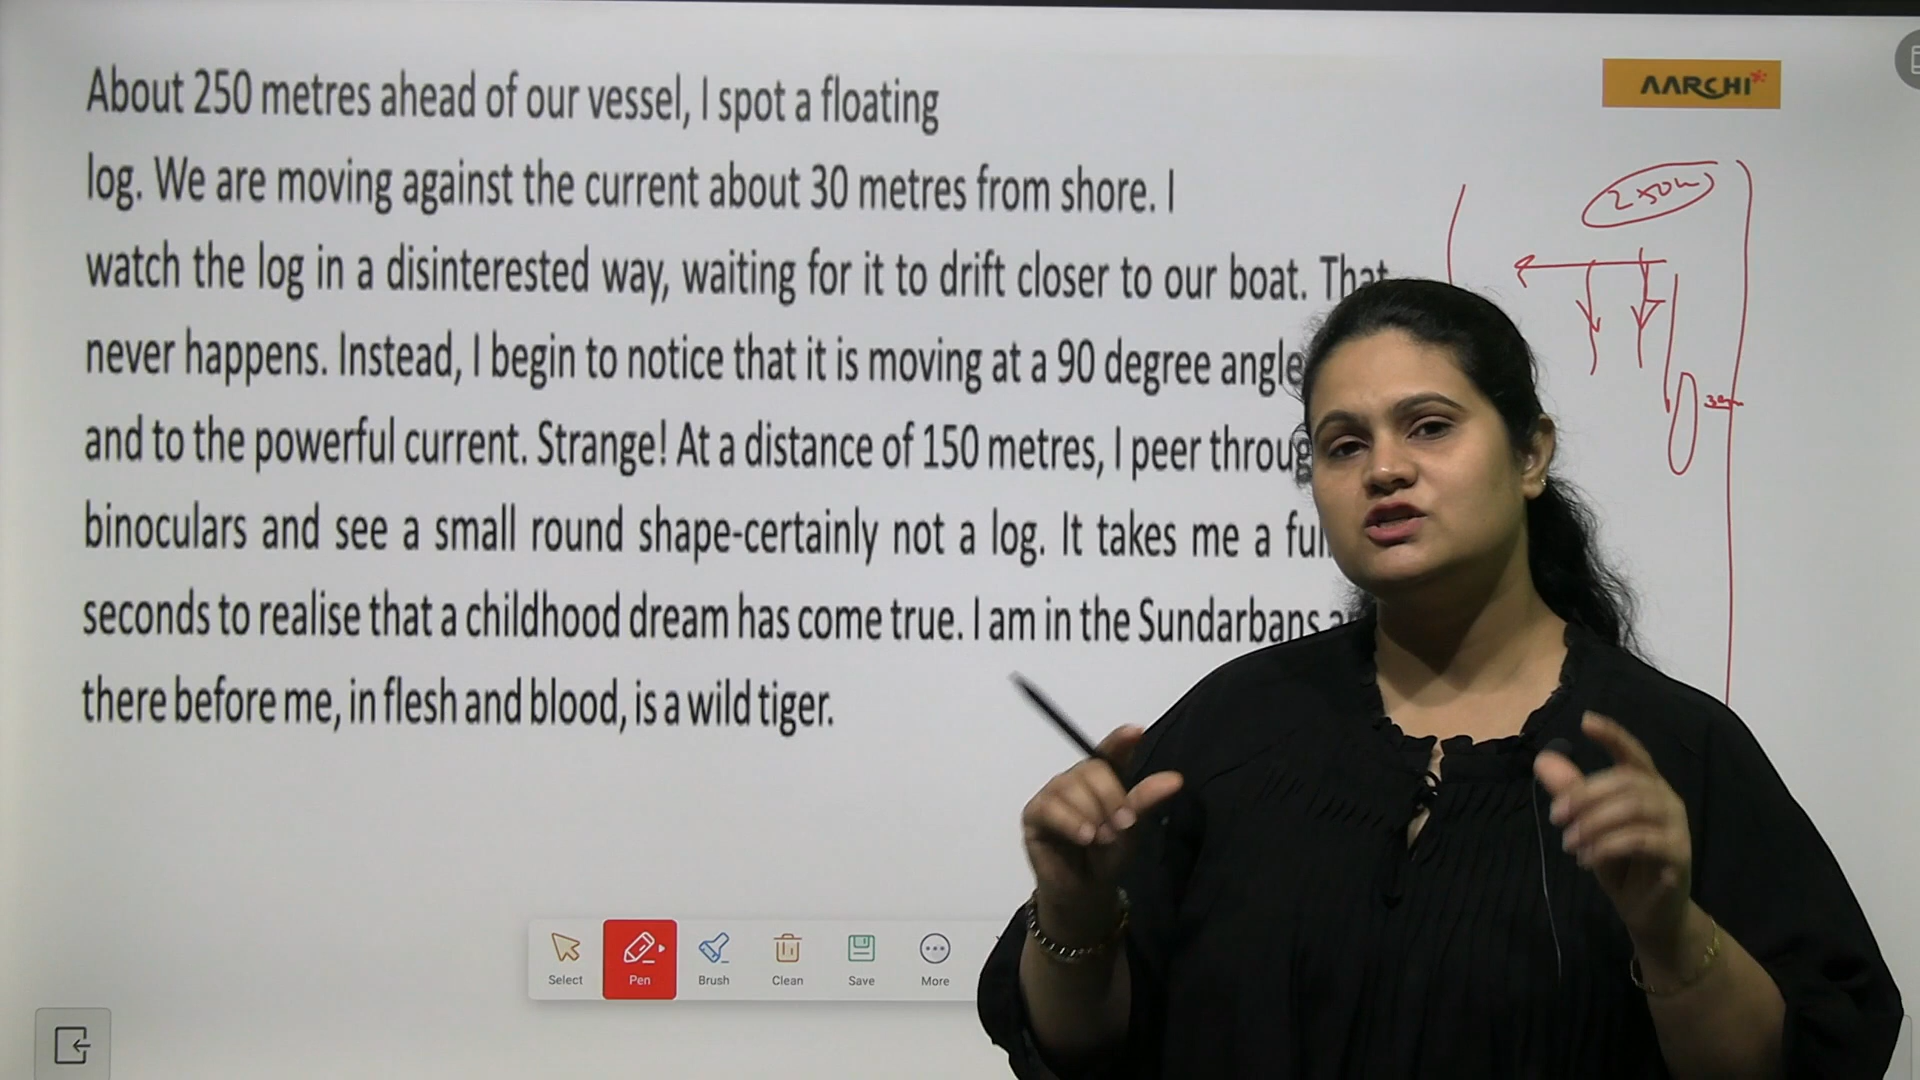 About 250 metres ahead of our vessel, I spot a floating
log. We are moving against the current about 30 metres from shore. I
watch the log in a disinterested way, waiting for it to drift closer to our boat. That
never happens. Instead, I begin to notice that it is moving at a 90 degree angle
and to the powerful current. Strange! At a distance of 150 metres, I peer throug
binoculars and see a small round shape-certainly not a log. It takes me a ful
seconds to realise that a childhood dream has come true. I am in the Sundarbans a
there before me, in flesh and blood, is a wild tiger.
AARCHI*
250m
Select
Pen
Brush
Clean
Save
More